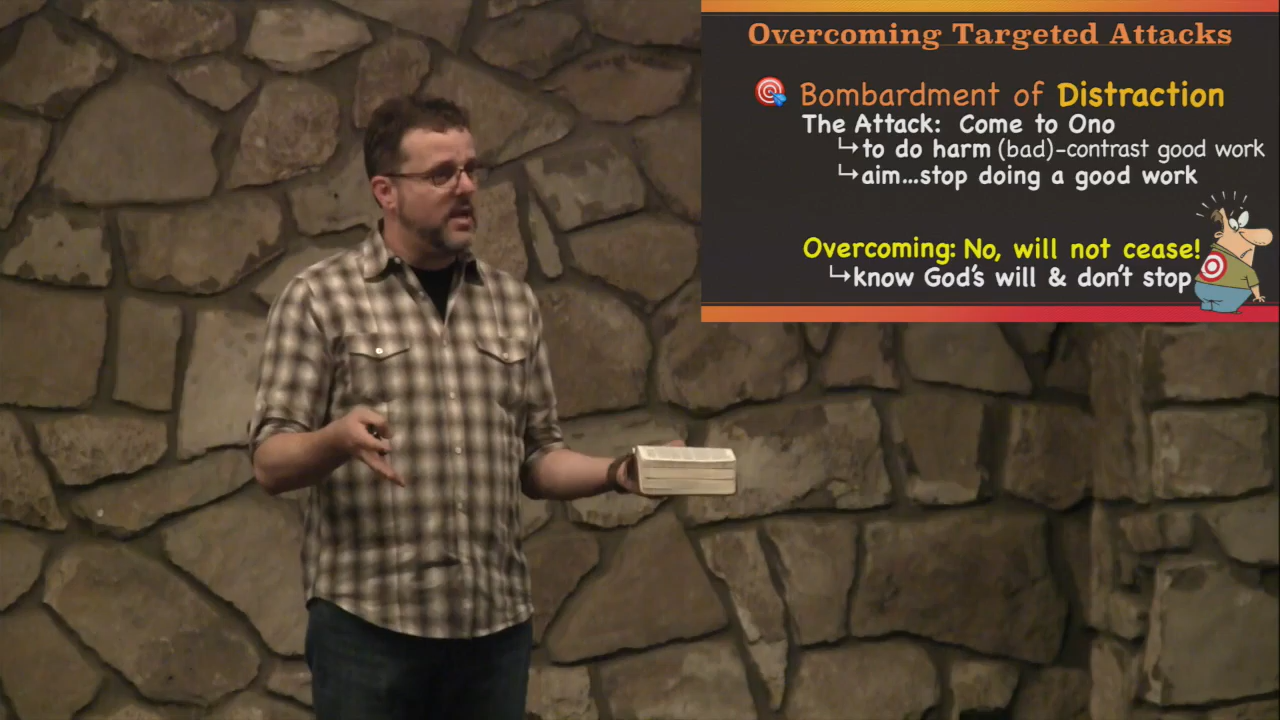 Overcoming Targeted Attacks
Bombardment of Distraction
The Attack: Come to Ono
↳to do harm (bad)-contrast good work
↳aim...stop doing a good work
Overcoming: No, will not cease!
↳know God's will & don't stop